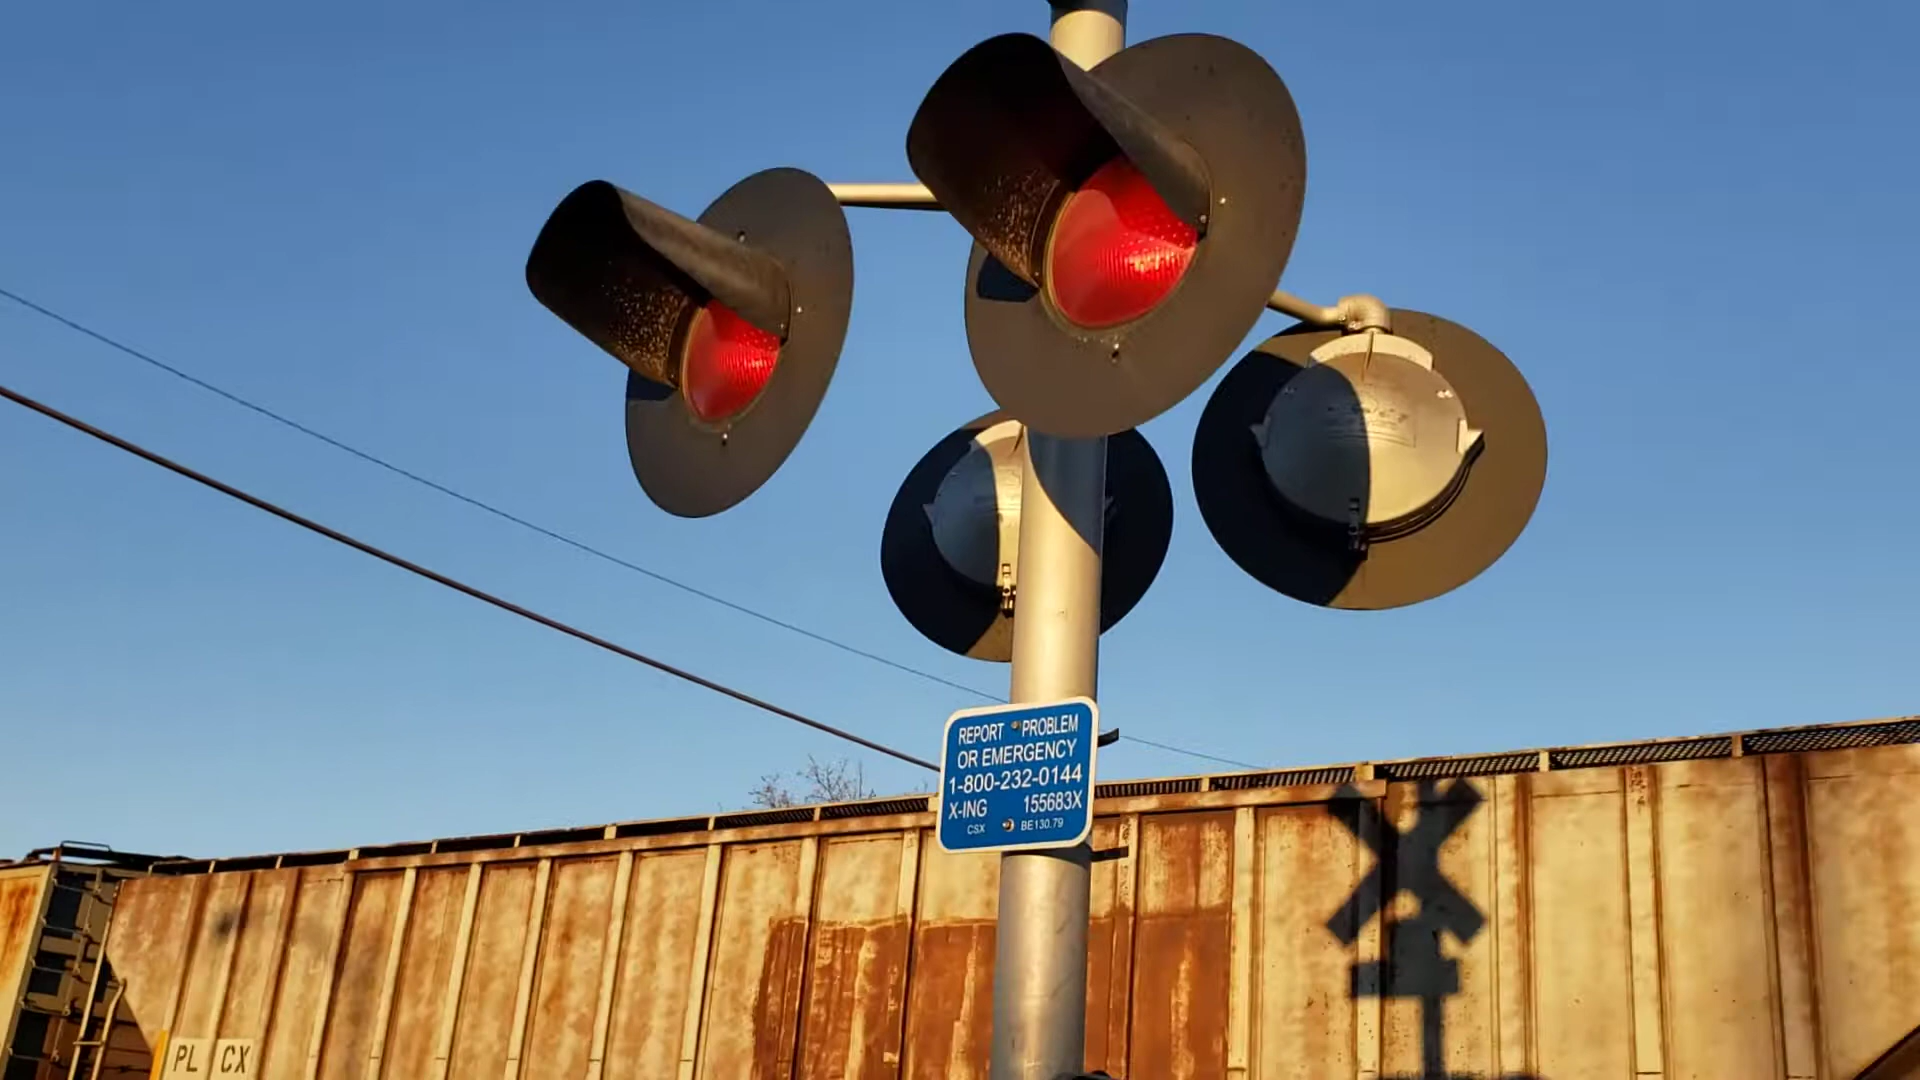 REPORT PROBLEM
OR EMERGENCY
1-800-232-0144
X-ING 155683X
CSX BE130.79
PL CX